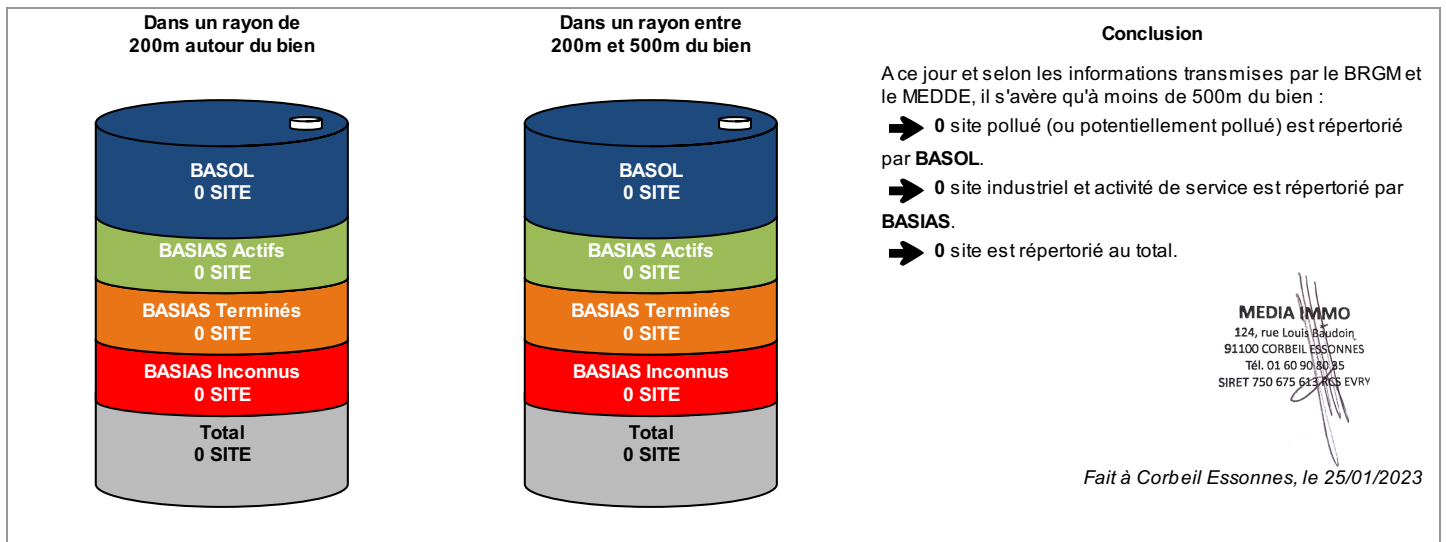 Dans un rayon de
200m autour du bien
BASOL
0 SITE
BASIAS Actifs
0 SITE
BASIAS Terminés
0 SITE
BASIAS Inconnus
0 SITE
Total
0 SITE
Dans un rayon entre
200m et 500m du bien
BASOL
0 SITE
BASIAS Actifs
0 SITE
BASIAS Terminés
0 SITE
BASIAS Inconnus
0 SITE
Total
0 SITE
Conclusion
A ce jour et selon les informations transmises par le BRGM et
le MEDDE, il s'avère qu'à moins de 500m du bien :
0 site pollué (ou potentiellement pollué) est répertorié
par BASOL.
0 site industriel et activité de service est répertorié par
BASIAS.
0 site est répertorié au total.
MEDIA IMMO
124, rue Louis Baudoin
91100 CORBEIL ESSONNES
Tél. 01 60 90 80 85
SIRET 750 675 613 RCS EVRY
Fait à Corbeil Essonnes, le 25/01/2023